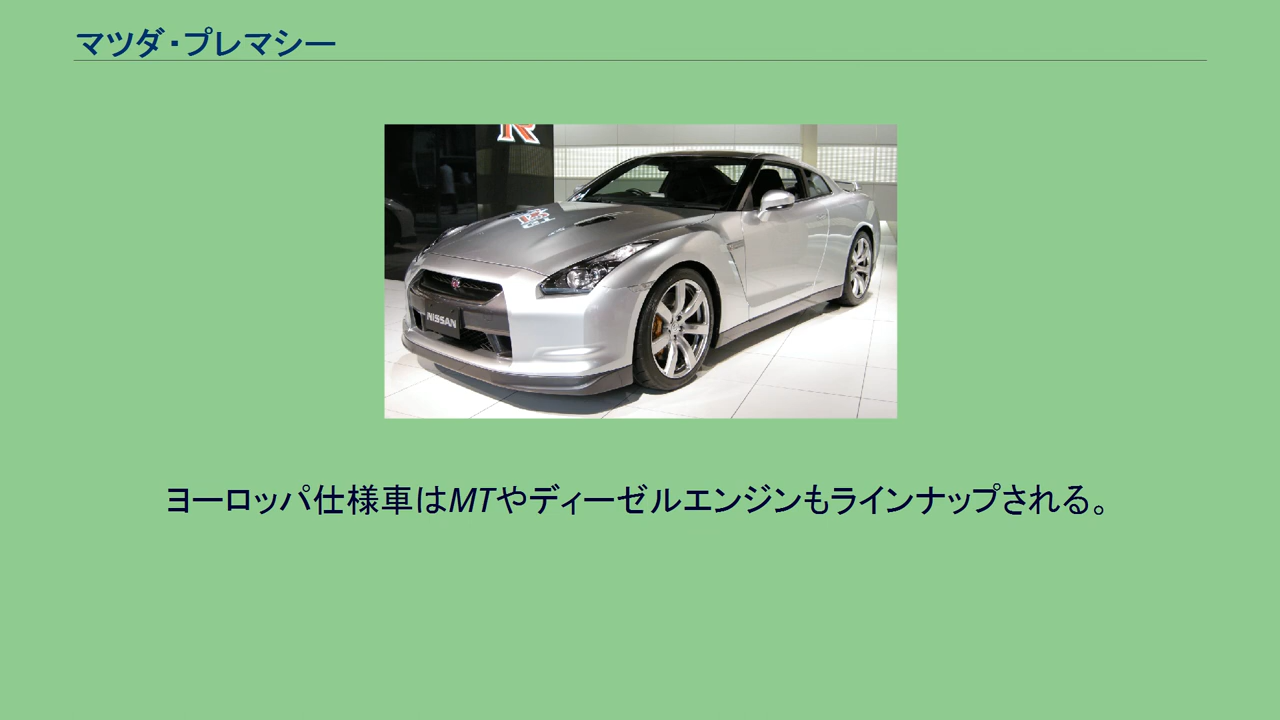 マツダ・プレマシー
R
NISSAN
ヨーロッパ仕様車はMTやディーゼルエンジンもラインナップされる。